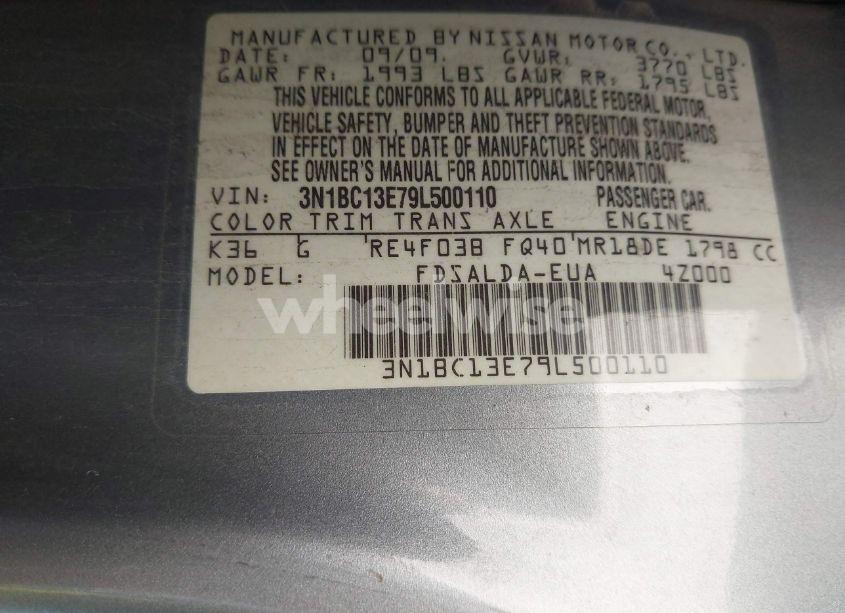 MANUFACTURED BY NISSAN MOTOR CO., LTD.
DATE: 09/09. GVWR: 3770 LBS
GAWR FR: 1993 LBS GAWR RR: 1795 LBS
THIS VEHICLE CONFORMS TO ALL APPLICABLE FEDERAL MOTOR,
VEHICLE SAFETY, BUMPER AND THEFT PREVENTION STANDARDS
IN EFFECT ON THE DATE OF MANUFACTURE SHOWN ABOVE.
SEE OWNER'S MANUAL FOR ADDITIONAL INFORMATION.
VIN: 3N1BC13E79L500110 PASSENGER CAR.
COLOR TRIM TRANS AXLE ENGINE
K36 G RE4F03B FQ40 MR18DE 1798 CC
MODEL: FDSALDA-EUA 4Z000
wheelwise
3N1BC13E79L500110